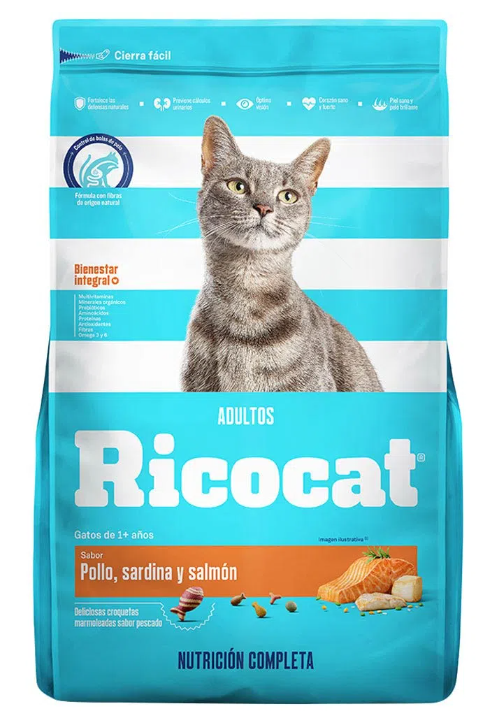 Cierra fácil
Fortalece las
defensas naturales
Previene cálculos
urinarios
Óptima
visión
Corazón sano
y fuerte
Piel sana y
pelo brillante
Control de bolas de pelo
Fórmula con fibras
de origen natural
Bienestar
integral
Multivitaminas
Minerales orgánicos
Prebióticos
Aminoácidos
Proteínas
Antioxidantes
Fibras
Omega 3 y 6
ADULTOS
Ricocat®
Gatos de 1+ años
Imagen ilustrativa
Sabor
Pollo, sardina y salmón
Deliciosas croquetas
marmoleadas sabor pescado
NUTRICIÓN COMPLETA